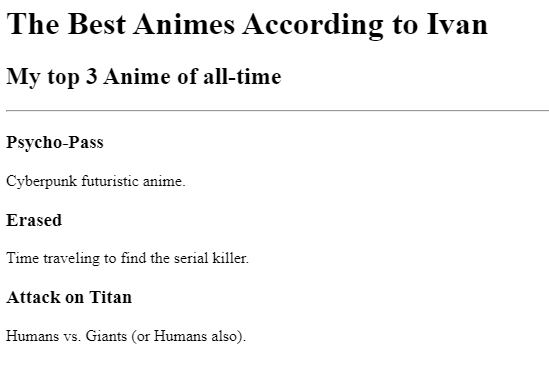 The Best Animes According to Ivan
My top 3 Anime of all-time
Psycho-Pass
Cyberpunk futuristic anime.
Erased
Time traveling to find the serial killer.
Attack on Titan
Humans vs. Giants (or Humans also).